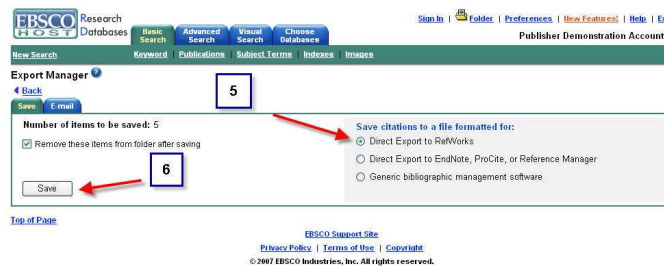 EBSCO Research
HOST Databases
Basic Search
Advanced Search
Visual Search
Choose Databases
Sign In | Folder | Preferences | New Features! | Help | E
Publisher Demonstration Account
New Search
Keyword | Publications | Subject Terms | Indexes | Images
Export Manager
Back
Save E-mail
5
Number of items to be saved: 5
Save citations to a file formatted for:
Remove these items from folder after saving
Direct Export to RefWorks
Direct Export to EndNote, ProCite, or Reference Manager
Generic bibliographic management software
6
Save
Top of Page
EBSCO Support Site
Privacy Policy | Terms of Use | Copyright
© 2007 EBSCO Industries, Inc. All rights reserved.